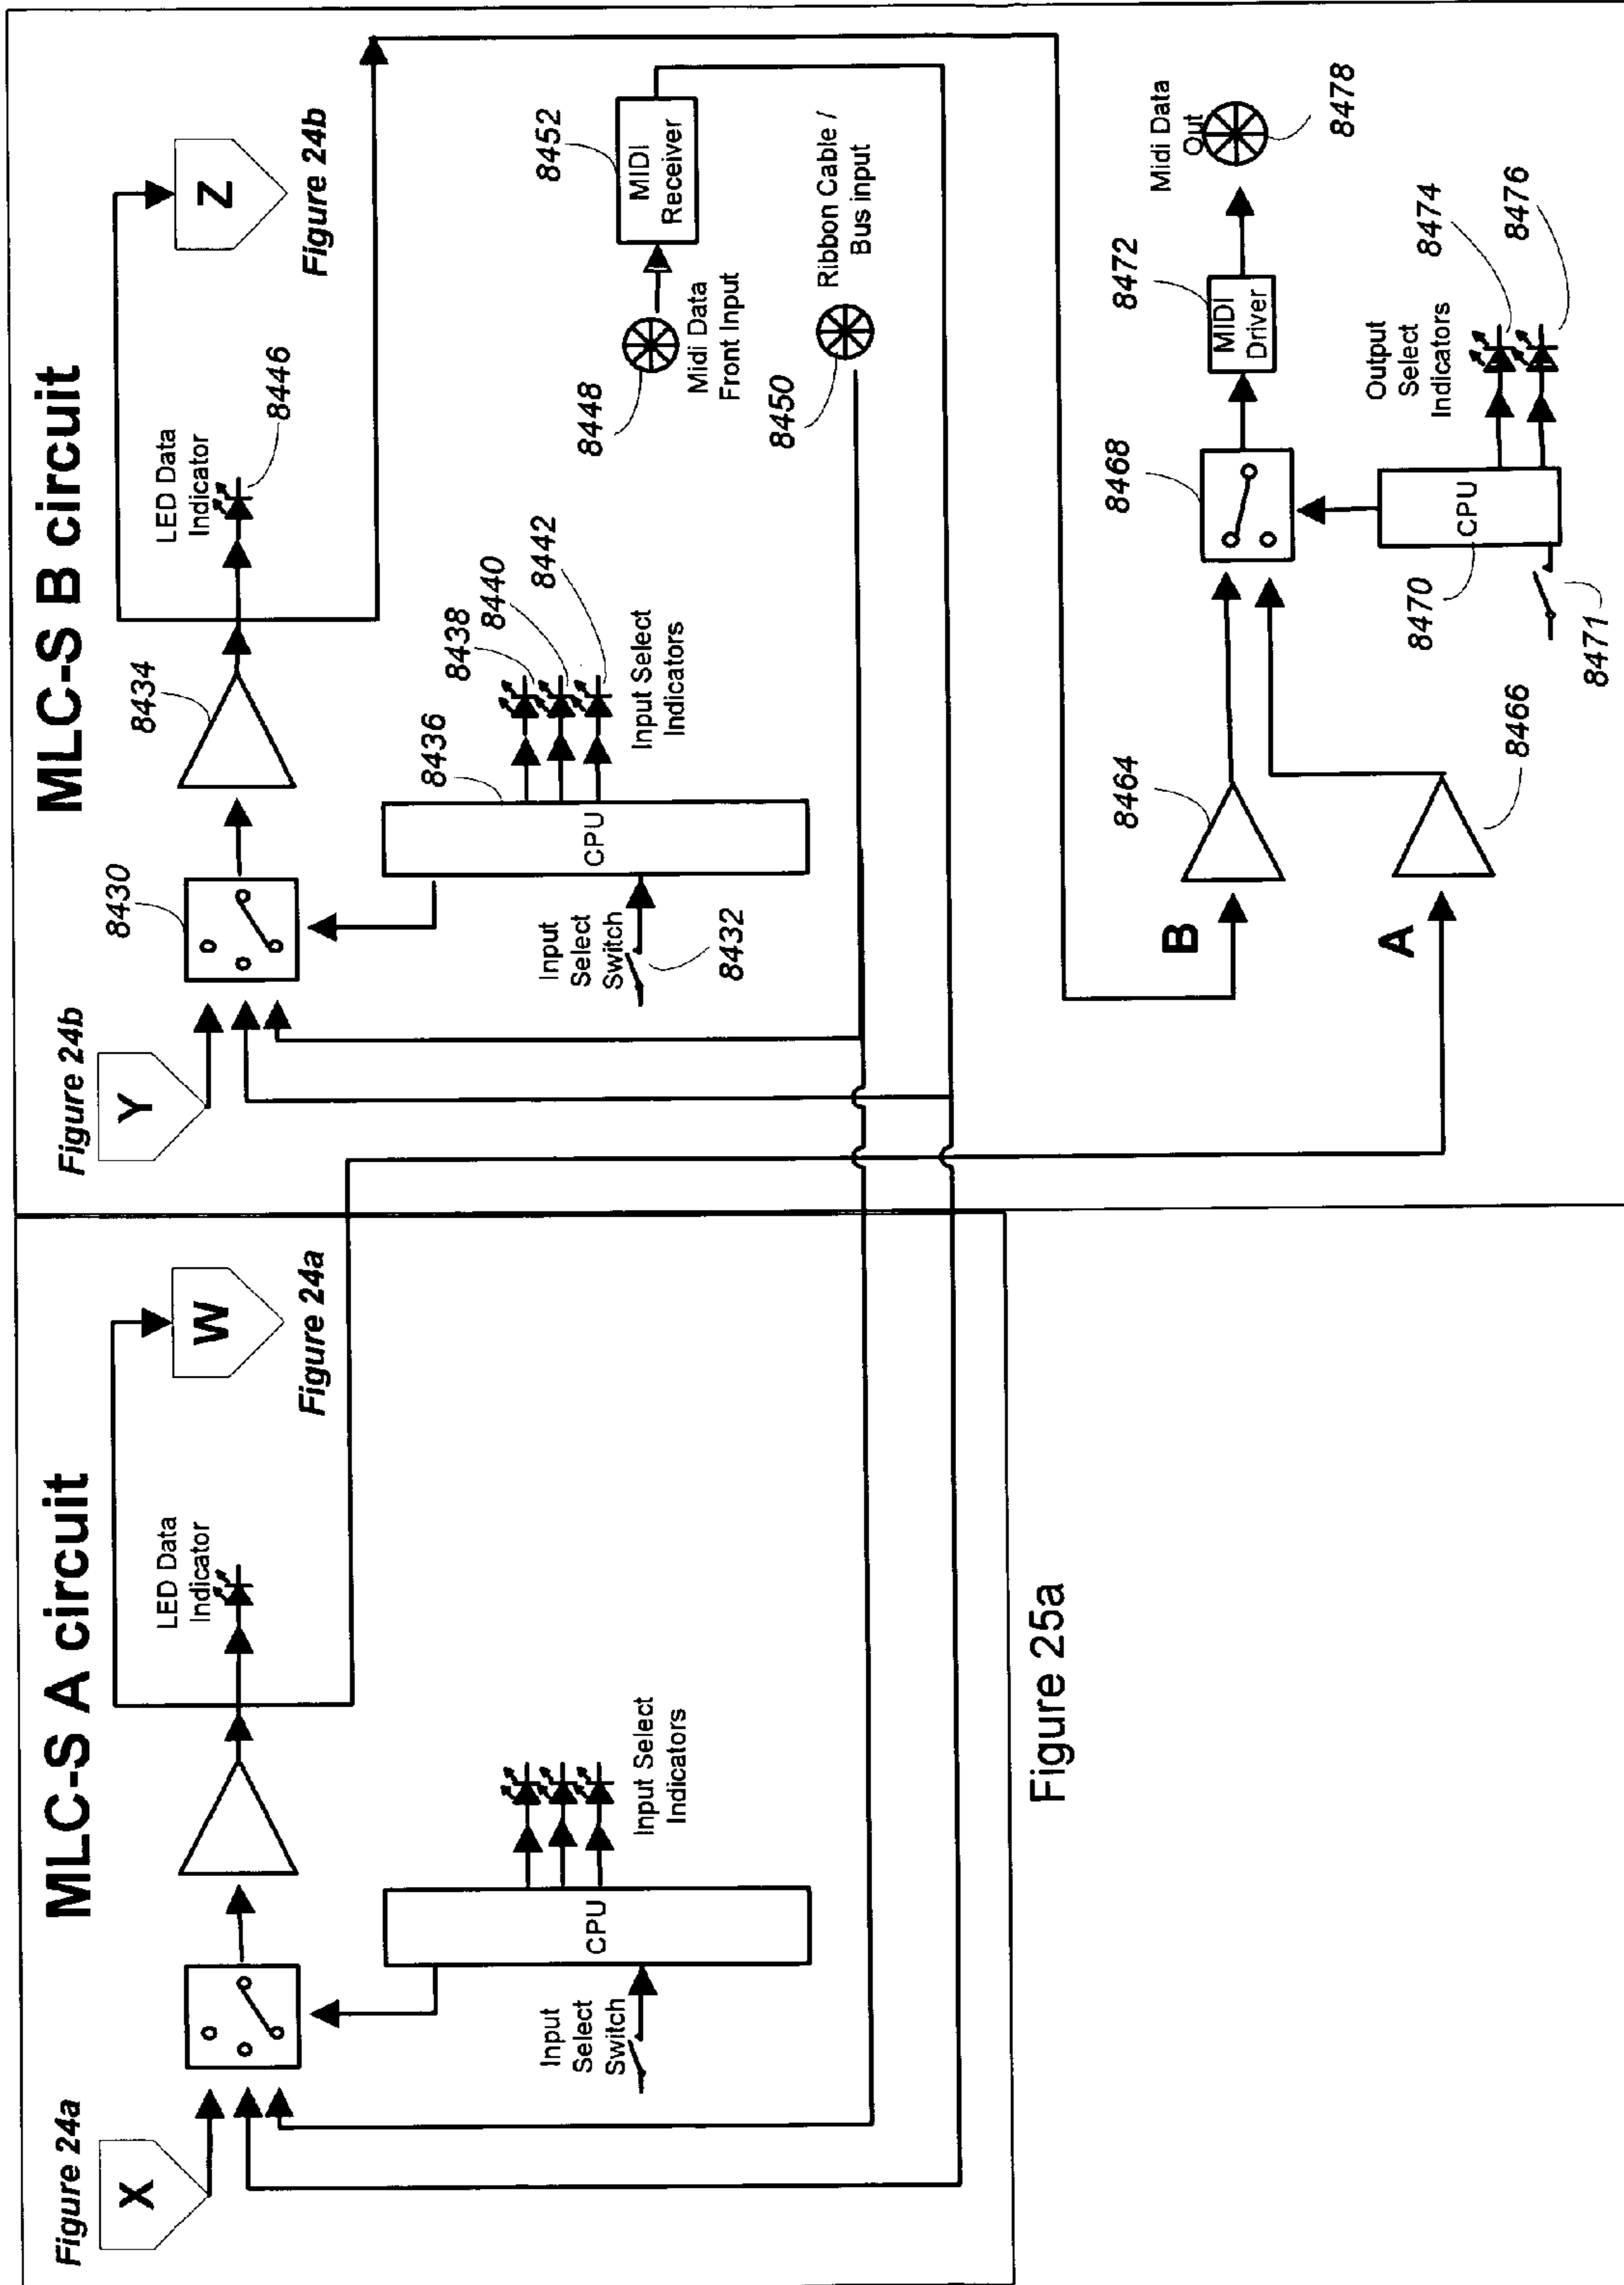 MLC-S A circuit
Figure 24a
X
LED Data
Indicator
W
Figure 24a
Input
Select
Switch
CPU
Input Select
Indicators
Figure 25a
MLC-S B circuit
Figure 24b
Y
8430
8434
LED Data
Indicator
8446
Z
Figure 24b
Input
Select
Switch
8432
CPU
8436
8438
8440
8442
Input Select
Indicators
8448
Midi Data
Front Input
MIDI
Receiver
8452
8450
Ribbon Cable /
Bus input
B
8464
A
8466
8468
MIDI
Driver
8472
Midi Data
Out
8478
CPU
8470
8471
Output
Select
Indicators
8474
8476